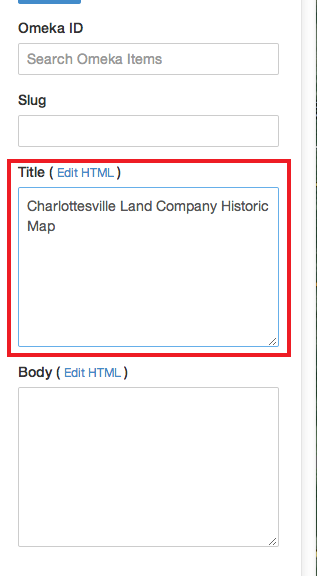 Omeka ID
Search Omeka Items
Slug
Title ( Edit HTML )
Charlottesville Land Company Historic
Map
Body ( Edit HTML )